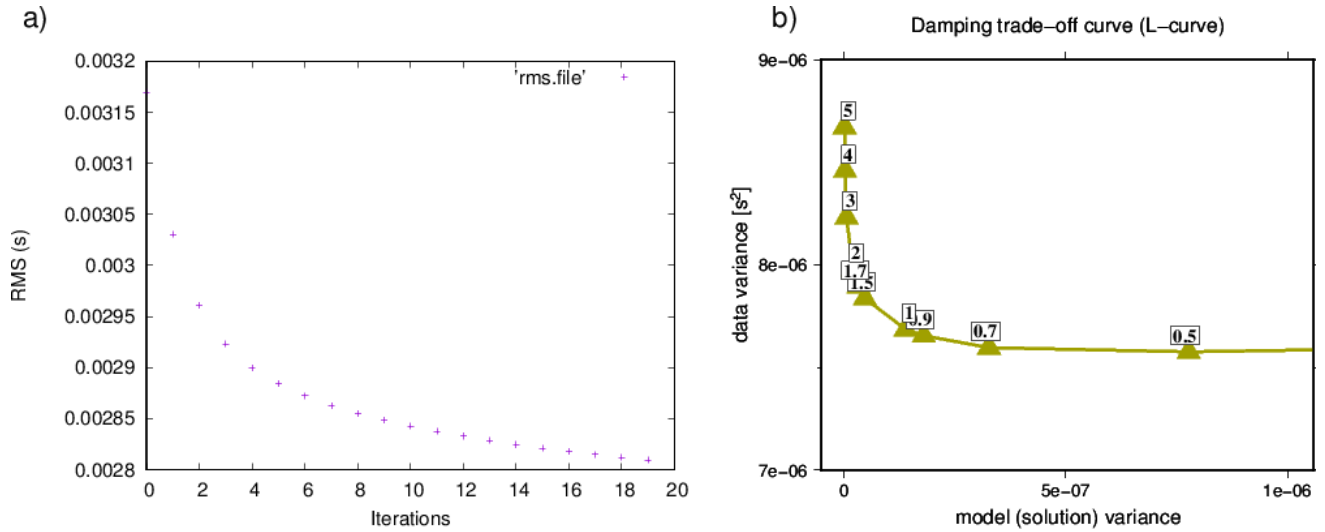 a)
0.0032
0.00315
0.0031
0.00305
0.003
0.00295
0.0029
0.00285
0.0028
RMS (s)
'rms.file'
0 2 4 6 8 10 12 14 16 18 20
Iterations
b)
Damping trade-off curve (L-curve)
9e-06
8e-06
7e-06
data variance [s²]
5
4
3
2
1.7
1.5
1
0.9
0.7
0.5
0 5e-07 1e-06
model (solution) variance